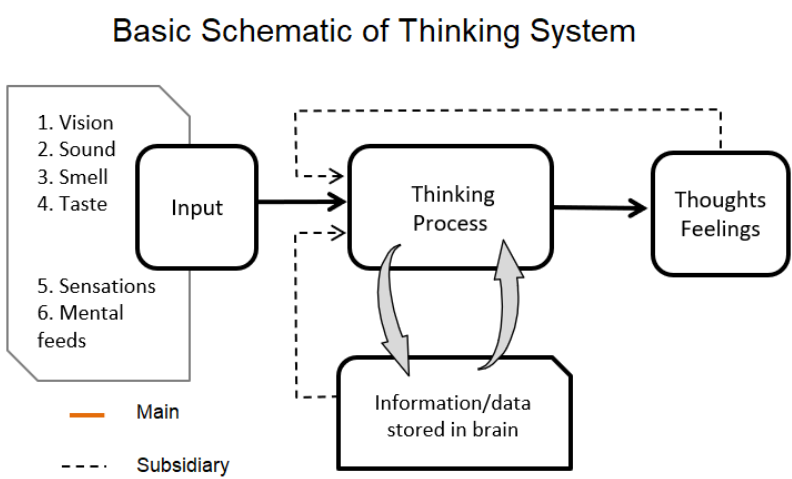 Basic Schematic of Thinking System
1. Vision
2. Sound
3. Smell
4. Taste
5. Sensations
6. Mental
feeds
Input
Thinking
Process
Thoughts
Feelings
Information/data
stored in brain
Main
Subsidiary